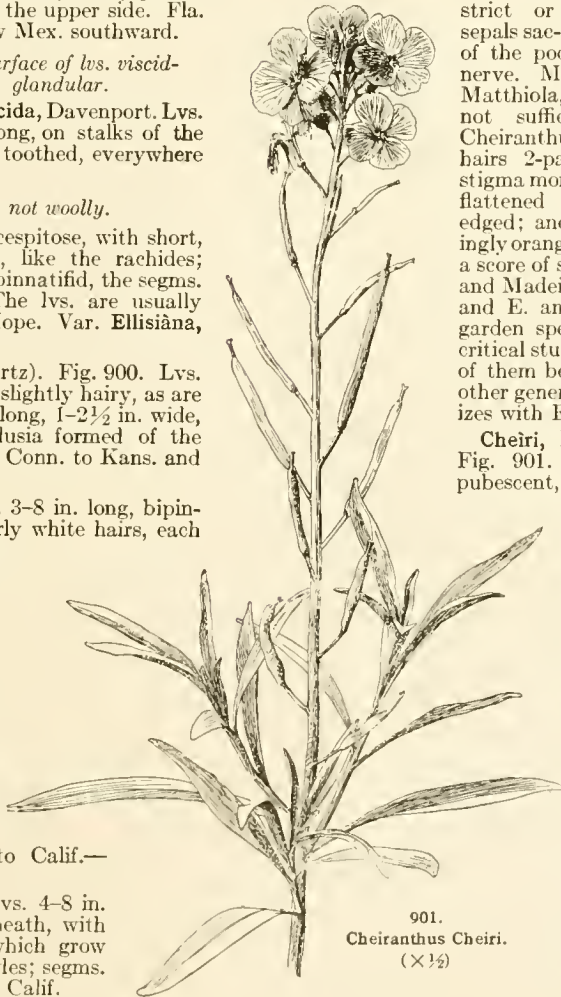 the upper side. Fla.
Mex. southward.
rface of lvs. viscid-
glandular.
cida, Davenport. Lvs.
ong, on stalks of the
toothed, everywhere
not woolly.
espitose, with short,
, like the rachides;
pinnatifid, the segms.
The lvs. are usually
ope. Var. Ellisiàna,
rtz). Fig. 900. Lvs.
slightly hairy, as are
long, 1–2½ in. wide,
dusia formed of the
Conn. to Kans. and
3–8 in. long, bipin-
rly white hairs, each
to Calif.—
vs. 4–8 in.
eath, with
which grow
les; segms.
Calif.
strict or
sepals sac-
of the poc
nerve. M
Matthiola,
not suffic
Cheiranthu
hairs 2-pa
stigma mor
flattened
edged; and
ingly orang
a score of s
and Madei
and E. an
garden spe
critical stu
of them be
other gener
izes with E
Cheìri,
Fig. 901.
pubescent,
901.
Cheiranthus Cheiri.
(×½)